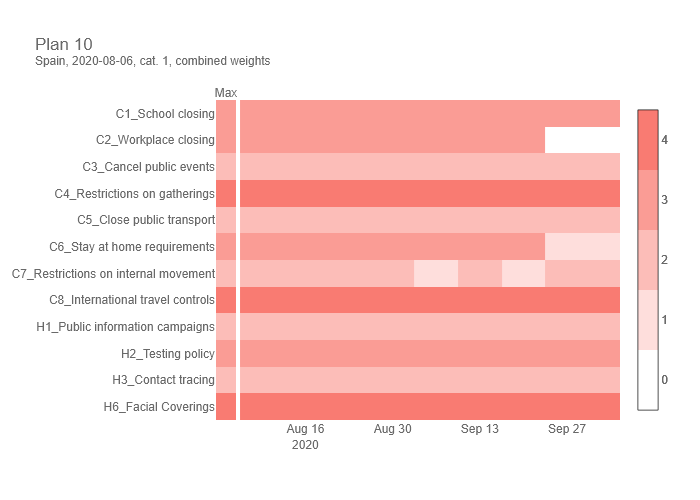 Plan 10
Spain, 2020-08-06, cat. 1, combined weights
Max
C1_School closing
C2_Workplace closing
C3_Cancel public events
C4_Restrictions on gatherings
C5_Close public transport
C6_Stay at home requirements
C7_Restrictions on internal movement
C8_International travel controls
H1_Public information campaigns
H2_Testing policy
H3_Contact tracing
H6_Facial Coverings
Aug 16 Aug 30 Sep 13 Sep 27
2020
4
3
2
1
0